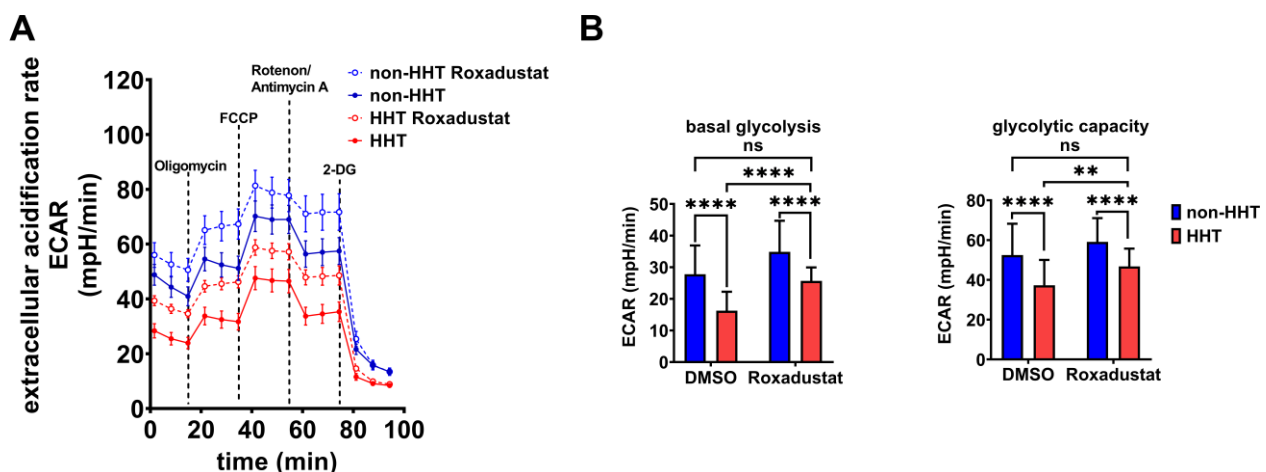 A
extracellular acidification rate
ECAR
(mpH/min)
120
100
80
60
40
20
0
Oligomycin
FCCP
Rotenon/
Antimycin A
2-DG
non-HHT Roxadustat
non-HHT
HHT Roxadustat
HHT
0 20 40 60 80 100
time (min)
B
basal glycolysis
ns
****
**** ****
ECAR (mpH/min)
50
40
30
20
10
0
DMSO Roxadustat
glycolytic capacity
ns
**
**** ****
ECAR (mpH/min)
80
60
40
20
0
DMSO Roxadustat
non-HHT
HHT